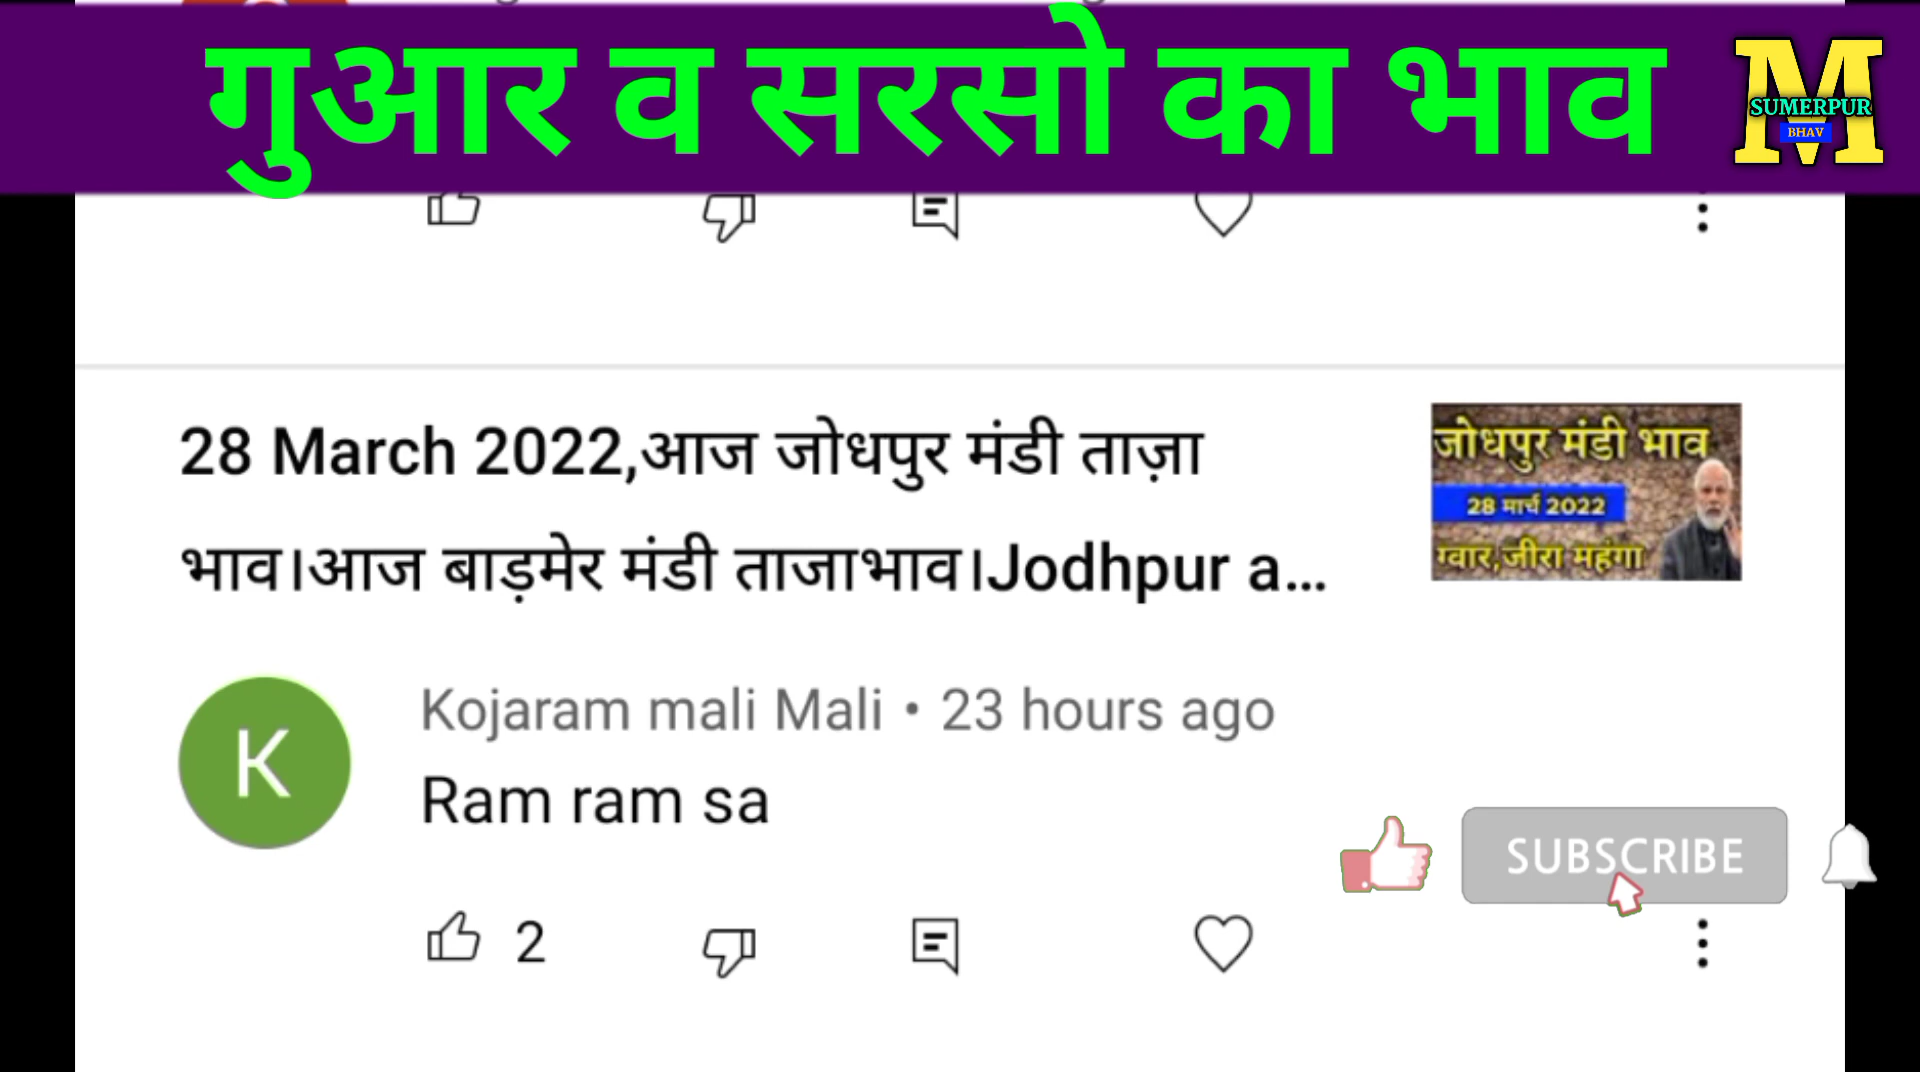 गुआर व सरसो का भाव
M
SUMERPUR
BHAV
28 March 2022,आज जोधपुर मंडी ताज़ा
भाव।आज बाड़मेर मंडी ताजाभाव।Jodhpur a...
जोधपुर मंडी भाव
28 मार्च 2022
ग्वार,जीरा महंगा
K
Kojaram mali Mali • 23 hours ago
Ram ram sa
SUBSCRIBE
2